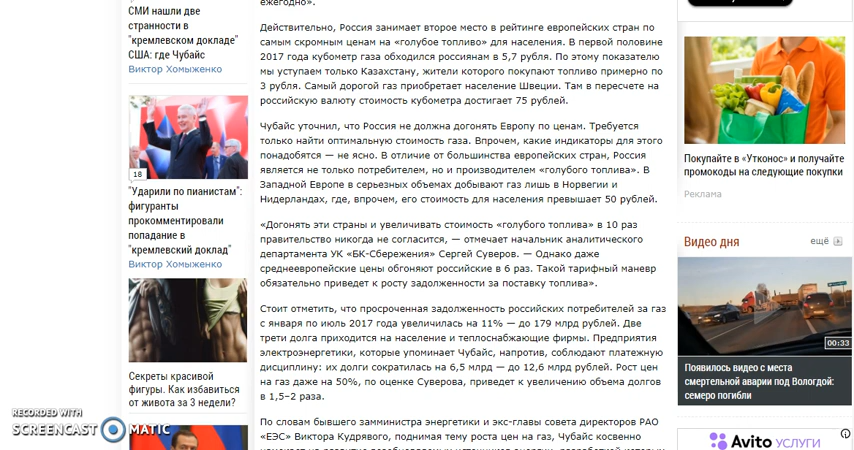 СМИ нашли две
странности в
"кремлевском докладе"
США: где Чубайс
Виктор Хомыженко
18
"Ударили по пианистам":
фигуранты
прокомментировали
попадание в
"кремлевский доклад"
Виктор Хомыженко
Секреты красивой
фигуры. Как избавиться
от живота за 3 недели?
RECORDED WITH
SCREENCAST MATIC
ежегодно».
Действительно, Россия занимает второе место в рейтинге европейских стран по
самым скромным ценам на «голубое топливо» для населения. В первой половине
2017 года кубометр газа обходился россиянам в 5,7 рубля. По этому показателю
мы уступаем только Казахстану, жители которого покупают топливо примерно по
3 рубля. Самый дорогой газ приобретает население Швеции. Там в пересчете на
российскую валюту стоимость кубометра достигает 75 рублей.
Чубайс уточнил, что Россия не должна догонять Европу по ценам. Требуется
только найти оптимальную стоимость газа. Впрочем, какие индикаторы для этого
понадобятся — не ясно. В отличие от большинства европейских стран, Россия
является не только потребителем, но и производителем «голубого топлива». В
Западной Европе в серьезных объемах добывают газ лишь в Норвегии и
Нидерландах, где, впрочем, его стоимость для населения превышает 50 рублей.
«Догонять эти страны и увеличивать стоимость «голубого топлива» в 10 раз
правительство никогда не согласится, — отмечает начальник аналитического
департамента УК «БК-Сбережения» Сергей Суверов. — Однако даже
среднеевропейские цены обгоняют российские в 6 раз. Такой тарифный маневр
обязательно приведет к росту задолженности за поставку топлива».
Стоит отметить, что просроченная задолженность российских потребителей за газ
с января по июль 2017 года увеличилась на 11% — до 179 млрд рублей. Две
трети долга приходится на население и теплоснабжающие фирмы. Предприятия
электроэнергетики, которые упоминает Чубайс, напротив, соблюдают платежную
дисциплину: их долги сократилась на 6,5 млрд — до 12,6 млрд рублей. Рост цен
на газ даже на 50%, по оценке Суверова, приведет к увеличению объема долгов
в 1,5–2 раза.
По словам бывшего замминистра энергетики и экс-главы совета директоров РАО
«ЕЭС» Виктора Кудрявого, поднимая тему роста цен на газ, Чубайс косвенно
Покупайте в «Утконос» и получайте
промокоды на следующие покупки
Реклама
Видео дня ещё
00:33
Появилось видео с места
смертельной аварии под Вологдой:
семеро погибли
Avito УСЛУГИ